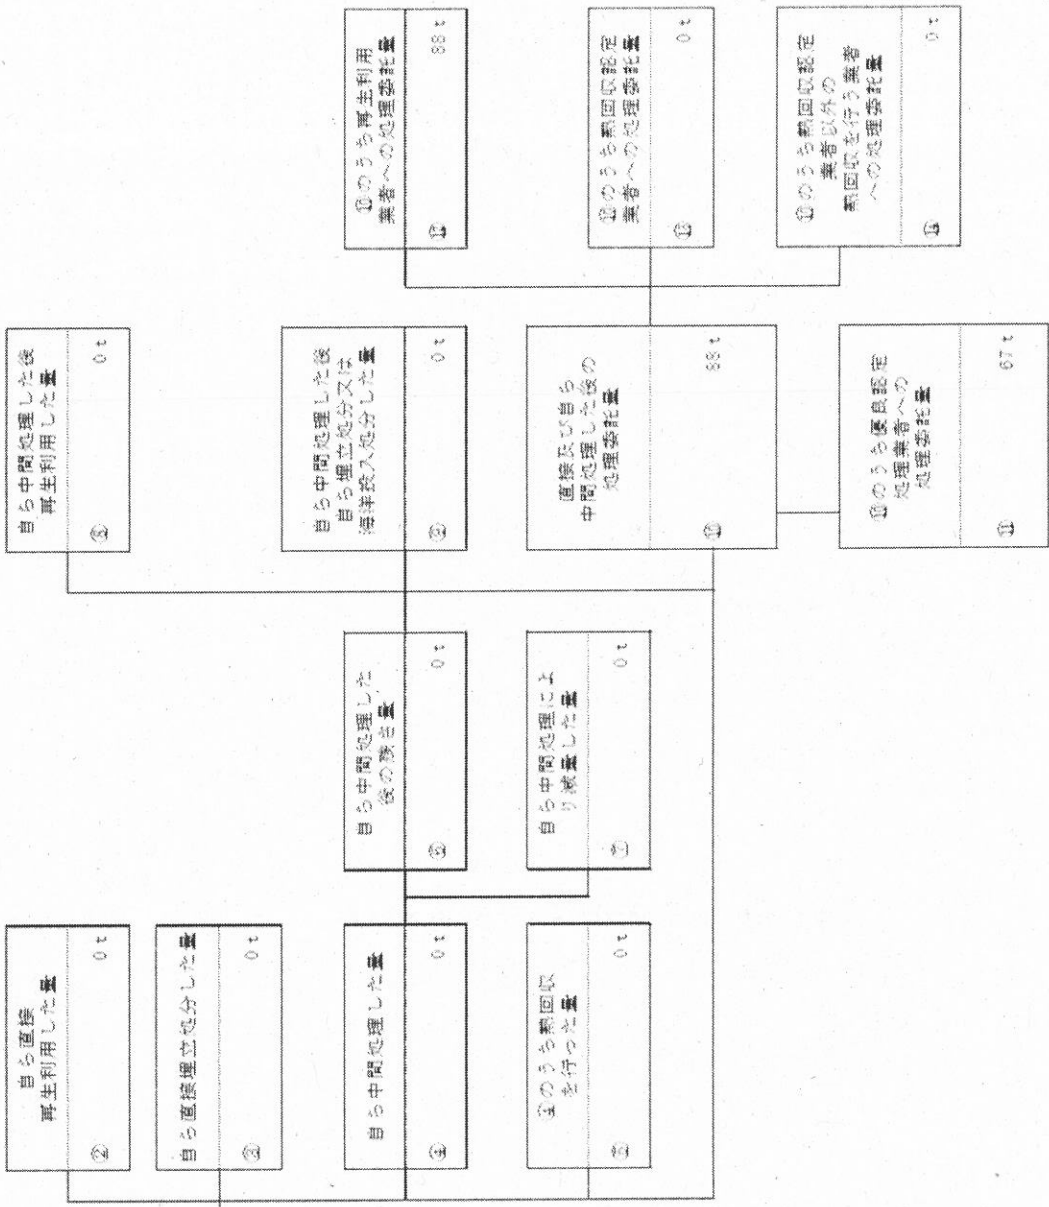 自ら直接
再生利用した量
② 0 t
自ら直接埋立処分した量
③ 0 t
自ら中間処理した量
④ 0 t
④のうち熱回収
を行った量
⑤ 0 t
自ら中間処理した
後の残さ量
⑥ 0 t
自ら中間処理によ
り減量した量
⑦ 0 t
自ら中間処理した後
再生利用した量
⑧ 0 t
自ら中間処理した後
自ら埋立処分又は
海洋投入処分した量
⑨ 0 t
直接及び自ら
中間処理した後の
処理委託量
⑩ 88 t
⑩のうち優良認定
処理業者への
処理委託量
⑪ 67 t
⑩のうち再生利用
業者への処理委託量
⑫ 88 t
⑩のうち熱回収認定
業者への処理委託量
⑬ 0 t
⑩のうち熱回収認定
業者以外の
熱回収を行う業者
への処理委託量
⑭ 0 t